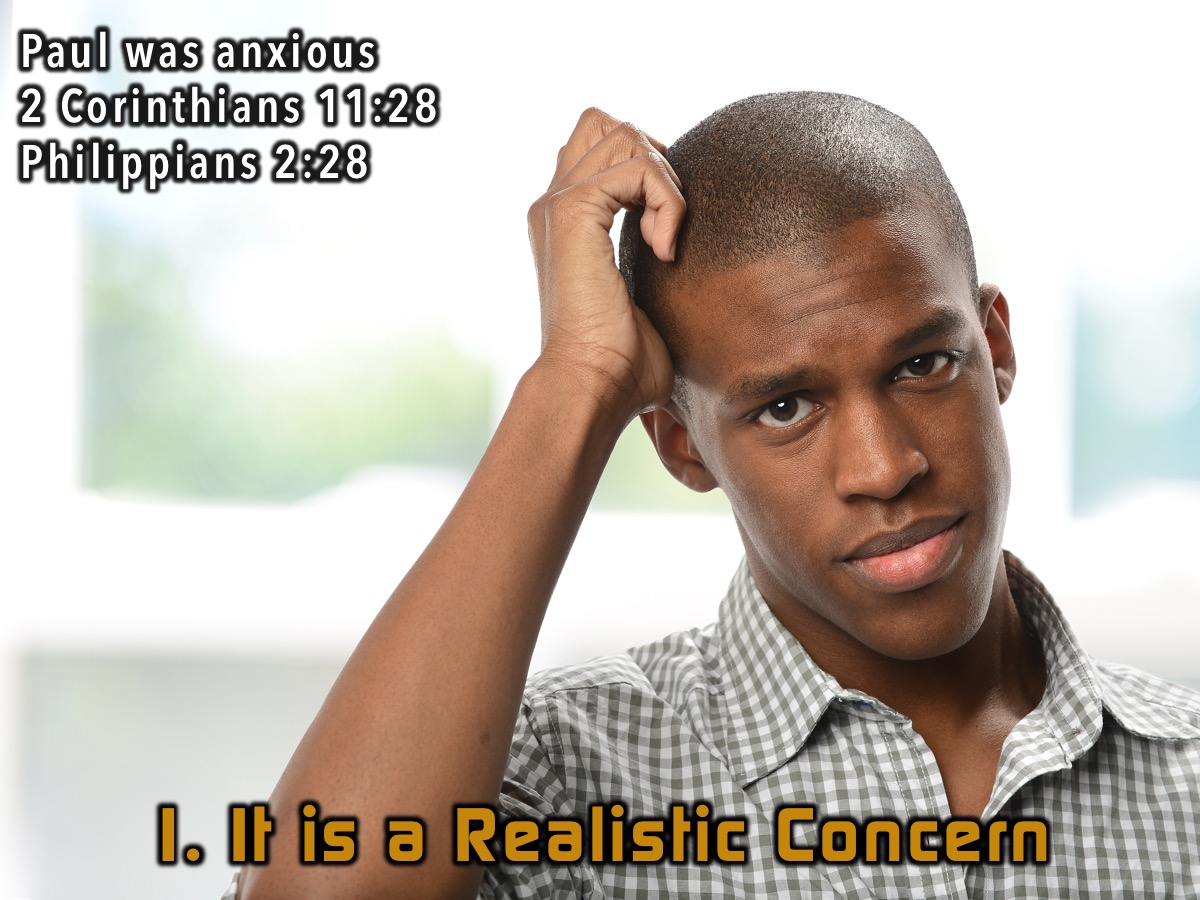 Paul was anxious
2 Corinthians 11:28
Philippians 2:28
I. It is a Realistic Concern